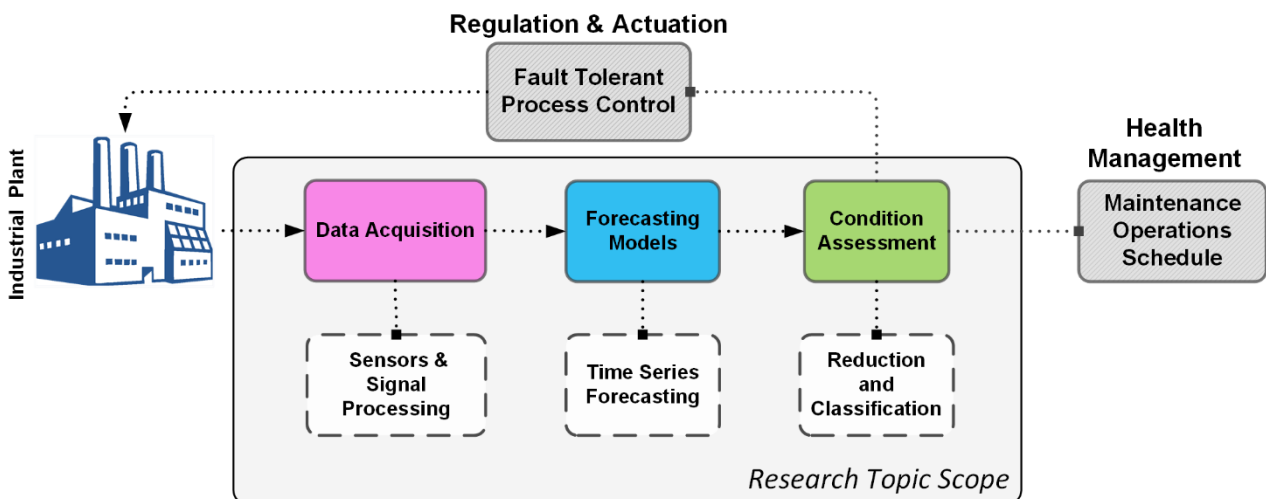 Regulation & Actuation
Fault Tolerant
Process Control
Industrial Plant
Health
Management
Data Acquisition
Forecasting
Models
Condition
Assessment
Maintenance
Operations
Schedule
Sensors &
Signal
Processing
Time Series
Forecasting
Reduction
and
Classification
Research Topic Scope